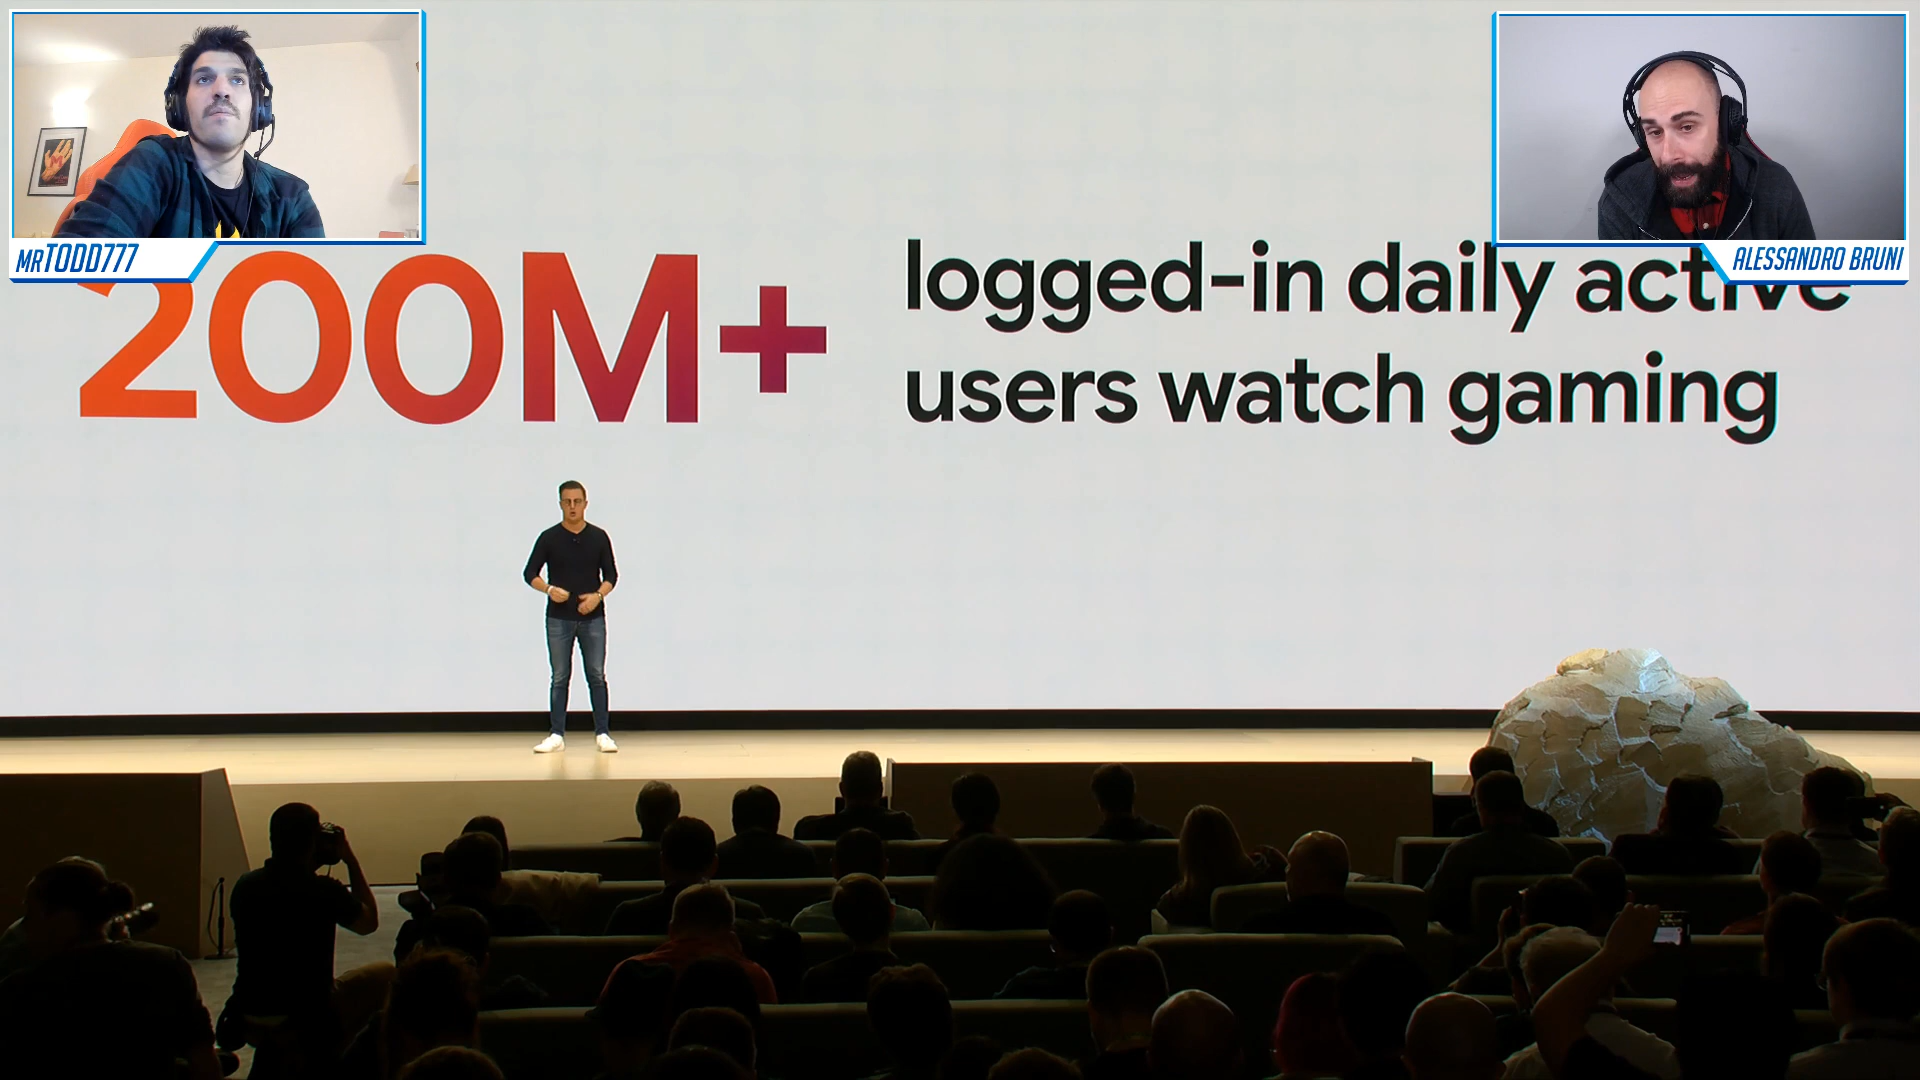 MRTODD777
ALESSANDRO BRUNI
200M+
logged-in daily active
users watch gaming